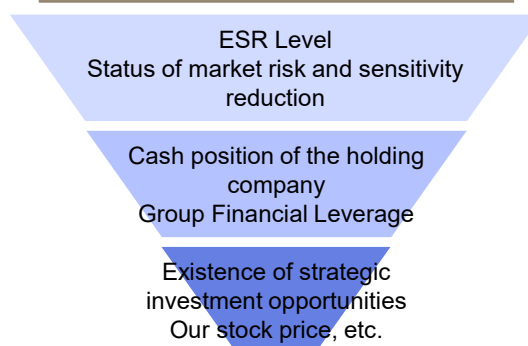 ESR Level
Status of market risk and sensitivity
reduction
Cash position of the holding
company
Group Financial Leverage
Existence of strategic
investment opportunities
Our stock price, etc.